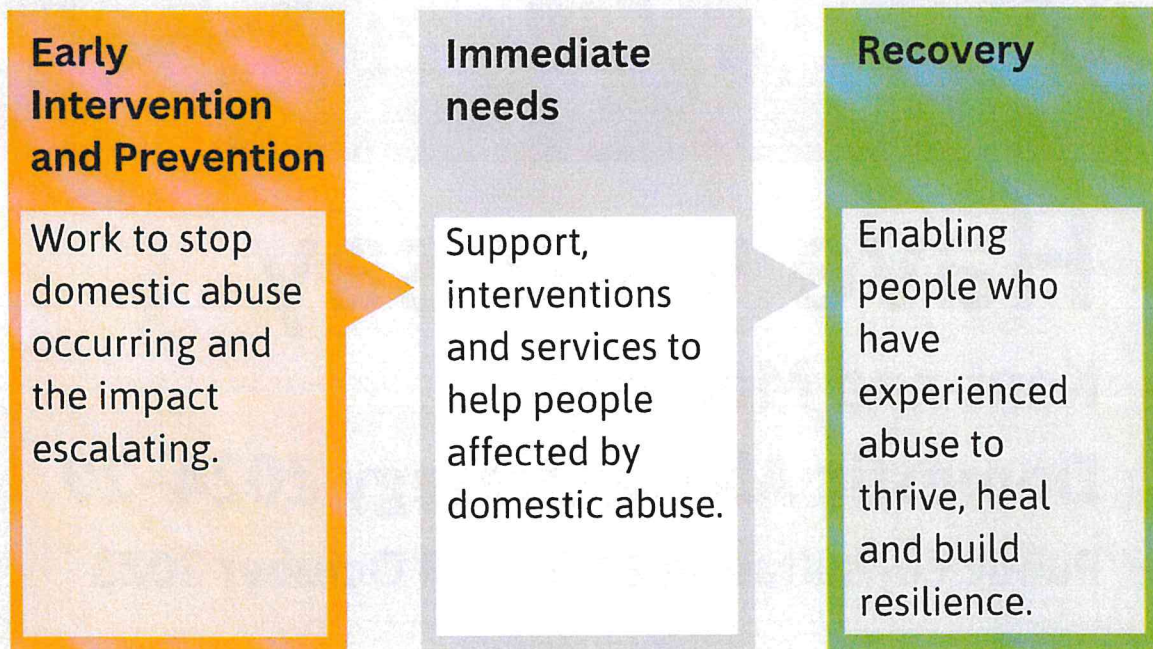 Early
Intervention
and Prevention
Work to stop
domestic abuse
occurring and
the impact
escalating.
Immediate
needs
Support,
interventions
and services to
help people
affected by
domestic abuse.
Recovery
Enabling
people who
have
experienced
abuse to
thrive, heal
and build
resilience.